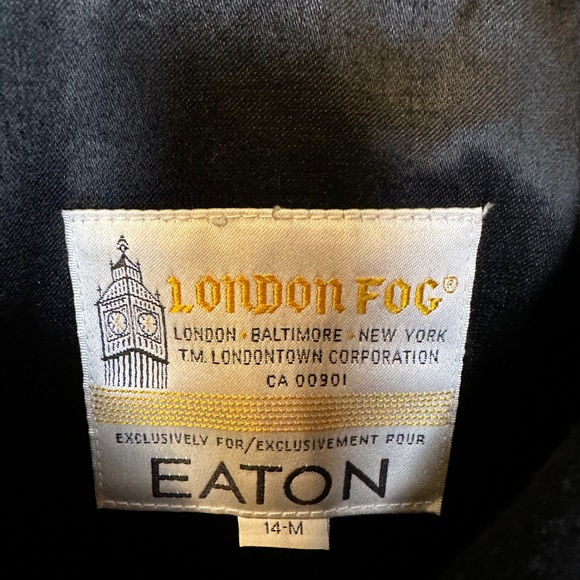 LONDON FOG®
LONDON • BALTIMORE • NEW YORK
T.M. LONDONTOWN CORPORATION
CA 00901
EXCLUSIVELY FOR/EXCLUSIVEMENT POUR
EATON
14-M